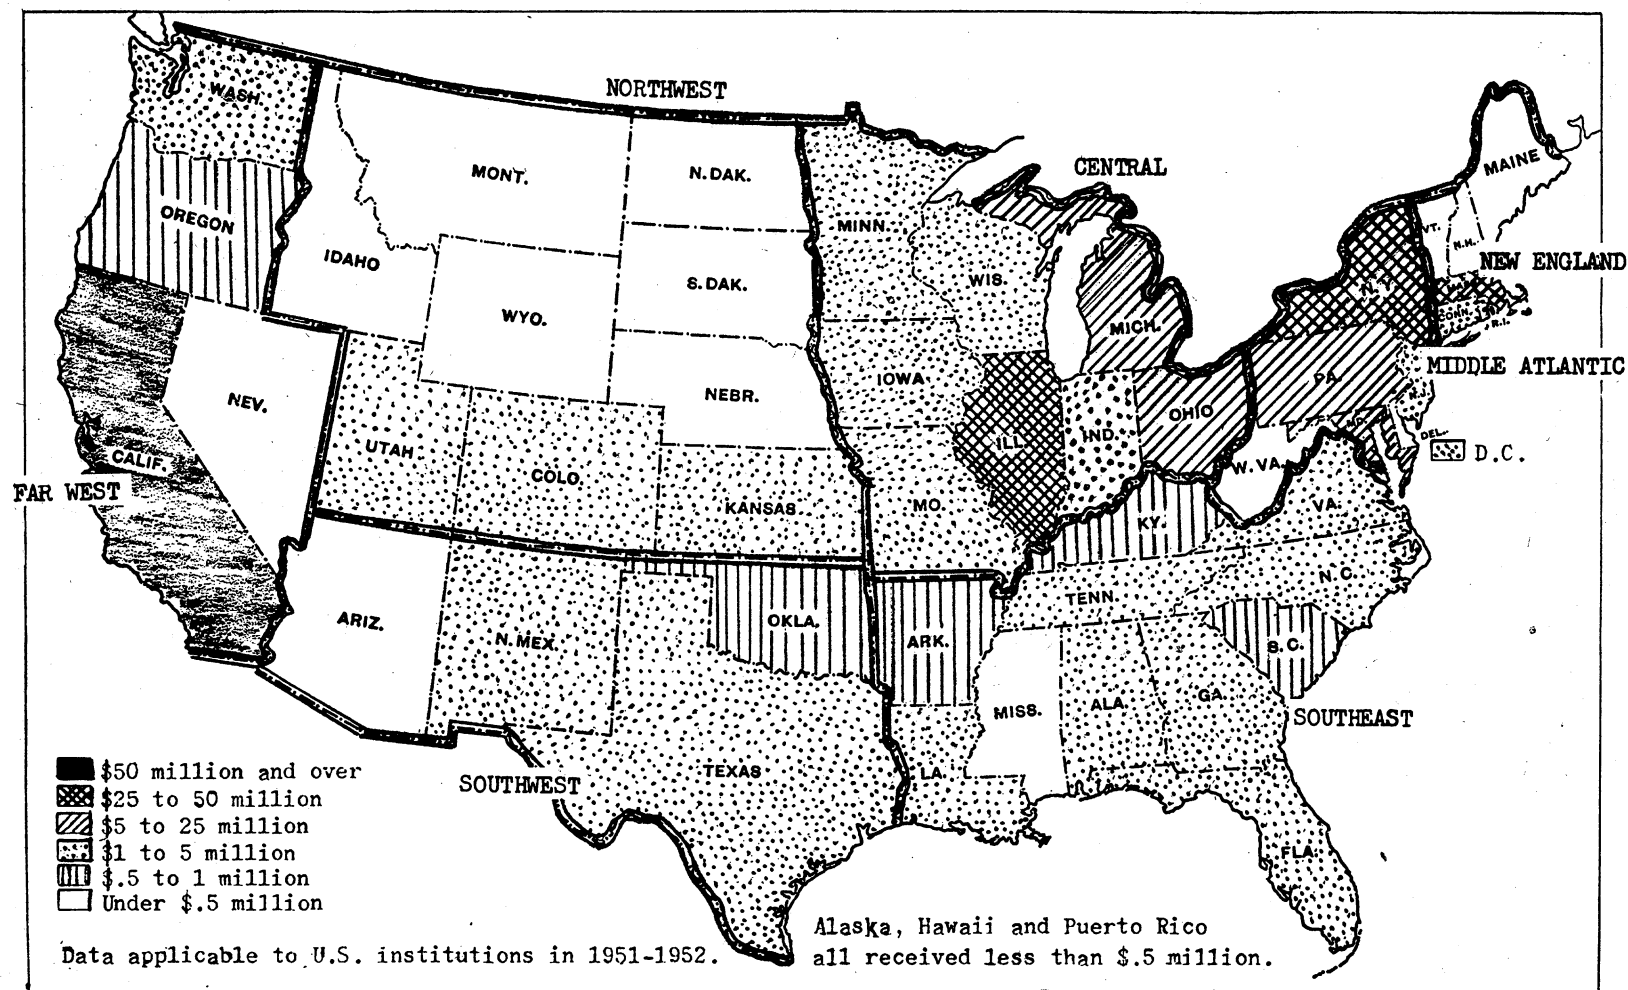 NORTHWEST
CENTRAL
WASH.
MONT.
N.DAK.
MINN.
MAINE
OREGON
IDAHO
VT.
N.H.
NEW ENGLAND
S.DAK.
WIS.
N.Y.
MASS.
WYO.
MICH.
CONN.
R.I.
MIDDLE ATLANTIC
NEV.
NEBR.
IOWA
PA.
N.J.
OHIO
MD.
DEL.
UTAH
CALIF.
COLO.
ILL.
IND.
W.VA.
D.C.
FAR WEST
KANSAS
MO.
KY.
VA.
ARIZ.
N.MEX.
OKLA.
ARK.
TENN.
N.C.
S.C.
MISS.
ALA.
GA.
SOUTHEAST
TEXAS
LA.
SOUTHWEST
FLA.
$50 million and over
$25 to 50 million
$5 to 25 million
$1 to 5 million
$.5 to 1 million
Under $.5 million
Data applicable to U.S. institutions in 1951-1952.
Alaska, Hawaii and Puerto Rico
all received less than $.5 million.